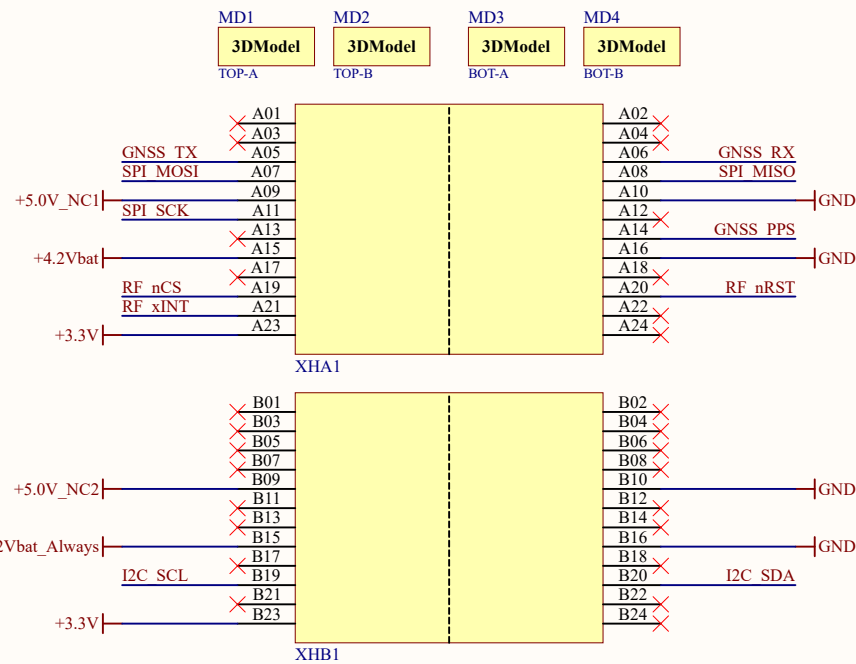 MD1 MD2 MD3 MD4
3DModel 3DModel 3DModel 3DModel
TOP-A TOP-B BOT-A BOT-B
A01 A02
A03 A04
GNSS_TX A05 A06 GNSS_RX
SPI_MOSI A07 A08 SPI_MISO
+5.0V_NC1 A09 A10 GND
SPI_SCK A11 A12
A13 A14 GNSS_PPS
+4.2Vbat A15 A16 GND
A17 A18
RF_nCS A19 A20 RF_nRST
RF_xINT A21 A22
+3.3V A23 A24
XHA1
B01 B02
B03 B04
B05 B06
B07 B08
+5.0V_NC2 B09 B10 GND
B11 B12
B13 B14
2Vbat_Always B15 B16 GND
B17 B18
I2C_SCL B19 B20 I2C_SDA
B21 B22
+3.3V B23 B24
XHB1